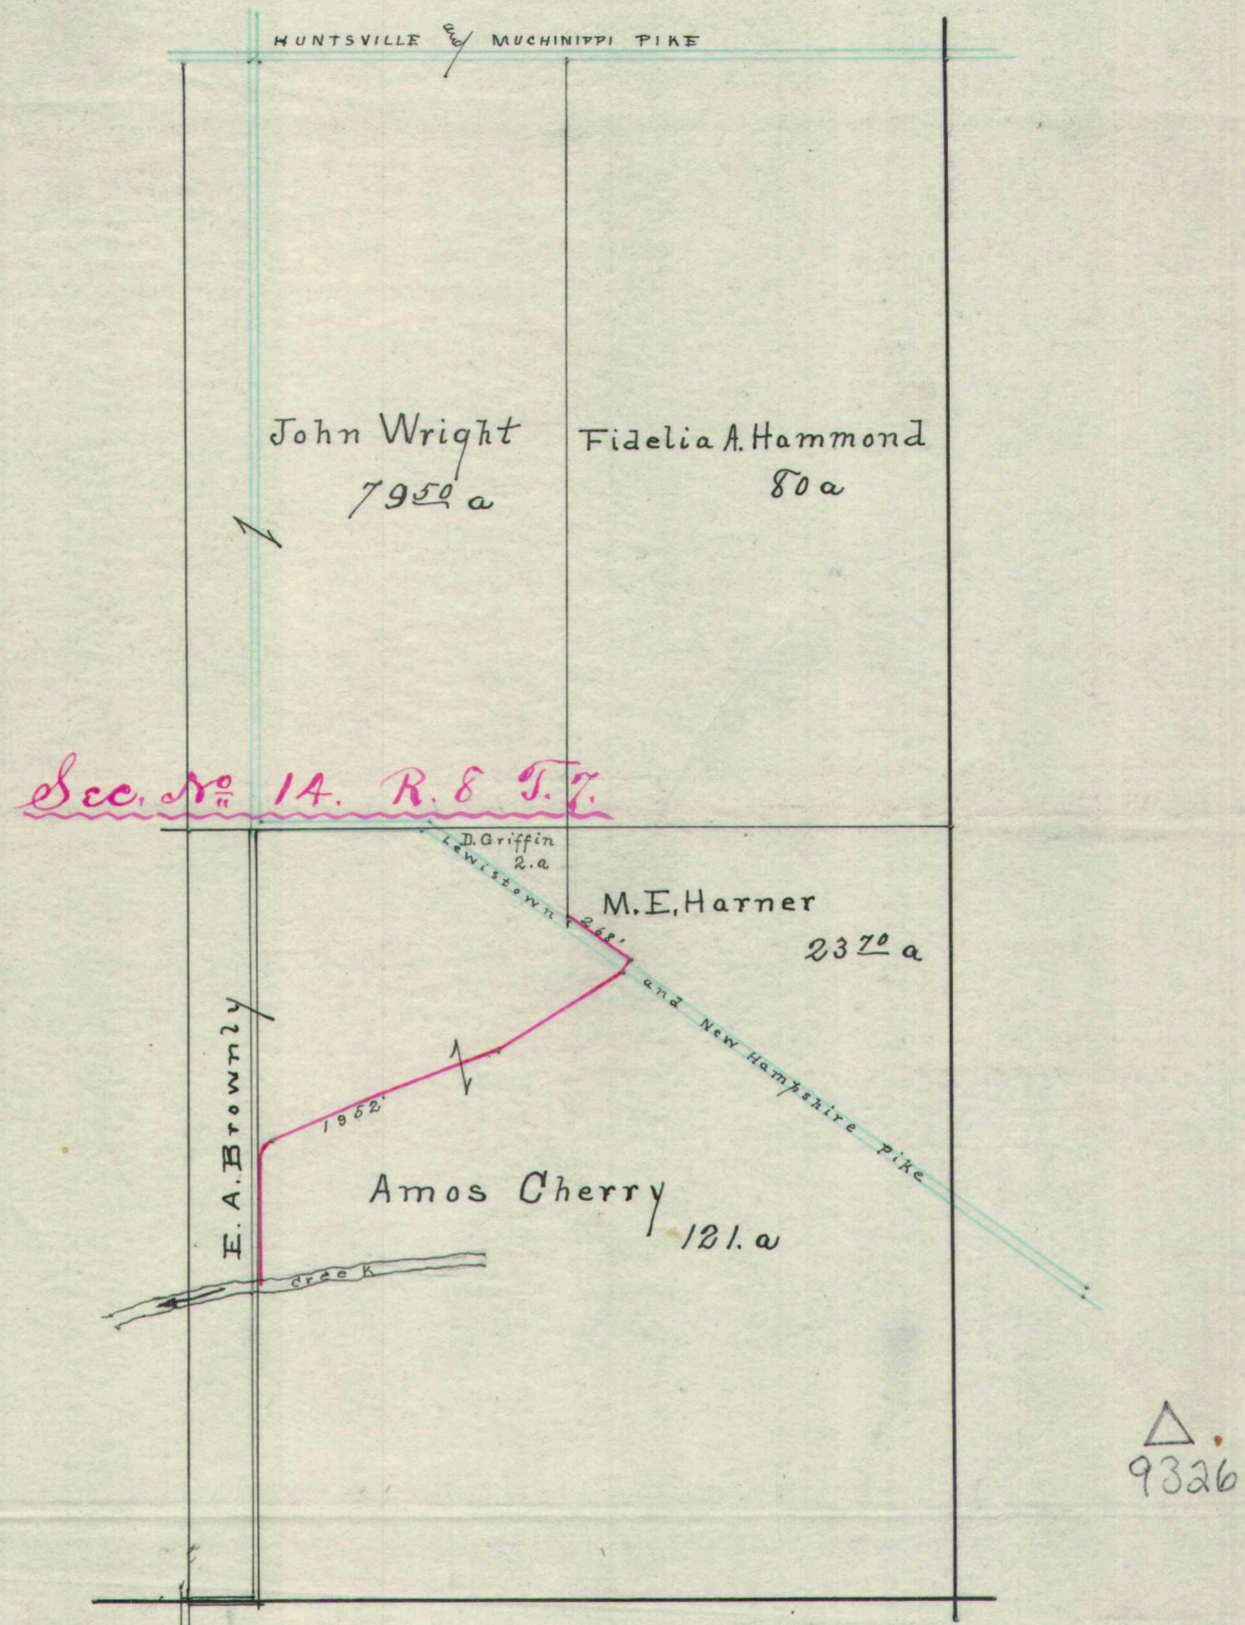 HUNTSVILLE & MUCHINIPPI PIKE
John Wright
79 50 a
Fidelia A. Hammond
80 a
Sec. No 14. R. 8 T. 7.
D. Griffin
2. a
Lewistown and New Hampshire Pike
M. E. Harner
23 70 a
268'
1952'
E. A. Brownly
Amos Cherry
121. a
Creek
9326